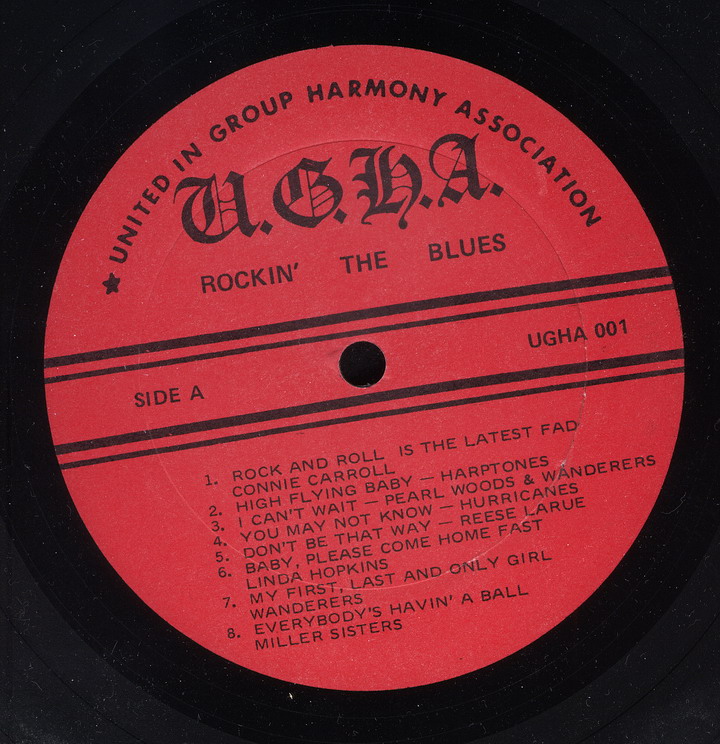 ★ UNITED IN GROUP HARMONY ASSOCIATION
U.G.H.A.
ROCKIN' THE BLUES
UGHA 001
SIDE A
1. ROCK AND ROLL IS THE LATEST FAD
CONNIE CARROLL
2. HIGH FLYING BABY — HARPTONES
3. I CAN'T WAIT — PEARL WOODS & WANDERERS
4. YOU MAY NOT KNOW — HURRICANES
5. DON'T BE THAT WAY — REESE LARUE
6. BABY, PLEASE COME HOME FAST
LINDA HOPKINS
7. MY FIRST, LAST AND ONLY GIRL
WANDERERS
8. EVERYBODY'S HAVIN' A BALL
MILLER SISTERS